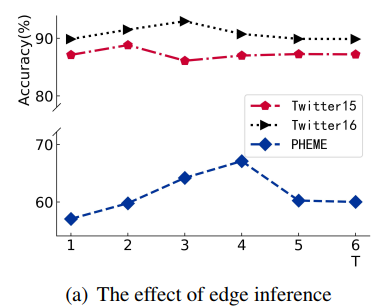 Accuracy(%)
90
80
70
60
Twitter15
Twitter16
PHEME
1 2 3 4 5 6
T
(a) The effect of edge inference